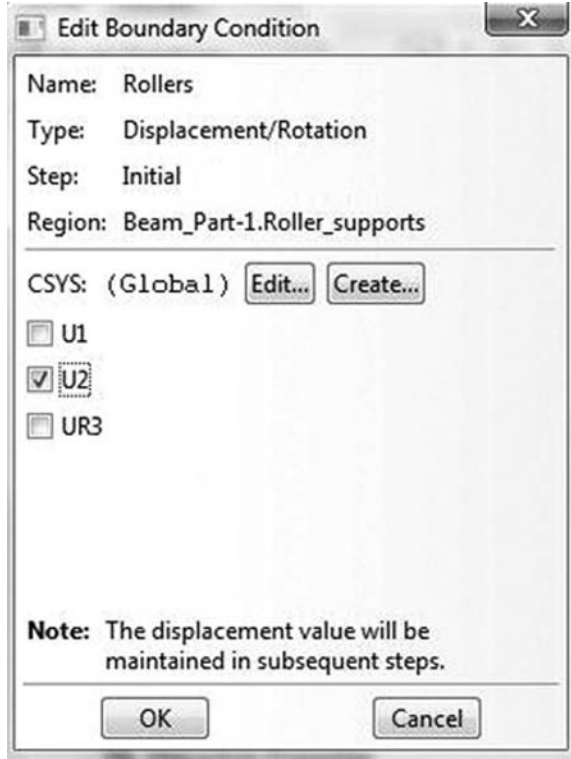 Edit Boundary Condition
Name: Rollers
Type: Displacement/Rotation
Step: Initial
Region: Beam_Part-1.Roller_supports
CSYS: (Global) Edit... Create...
U1
U2
UR3
Note: The displacement value will be
maintained in subsequent steps.
OK Cancel